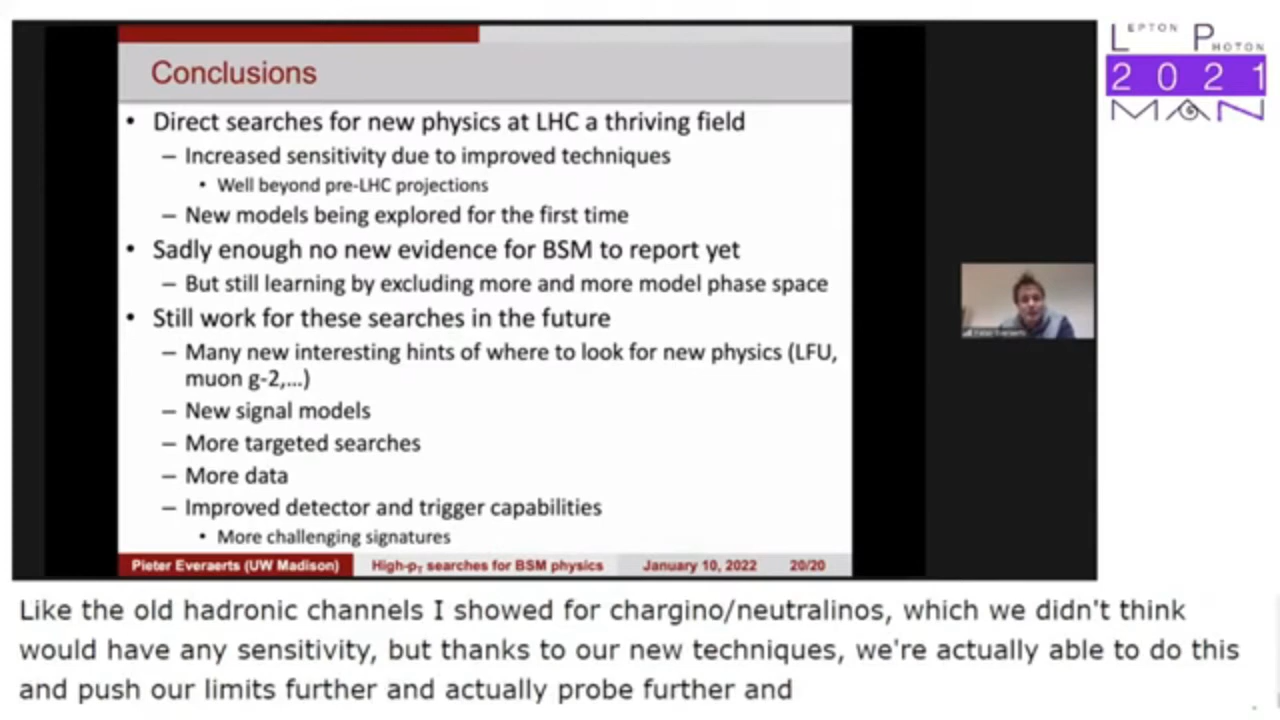 LEPTON PHOTON
2021
MAN
Conclusions
• Direct searches for new physics at LHC a thriving field
– Increased sensitivity due to improved techniques
• Well beyond pre-LHC projections
– New models being explored for the first time
• Sadly enough no new evidence for BSM to report yet
– But still learning by excluding more and more model phase space
• Still work for these searches in the future
– Many new interesting hints of where to look for new physics (LFU,
muon g-2,...)
– New signal models
– More targeted searches
– More data
– Improved detector and trigger capabilities
• More challenging signatures
Pieter Everaerts (UW Madison) High-pT searches for BSM physics January 10, 2022 20/20
Pieter Everaerts
Like the old hadronic channels I showed for chargino/neutralinos, which we didn't think
would have any sensitivity, but thanks to our new techniques, we're actually able to do this
and push our limits further and actually probe further and